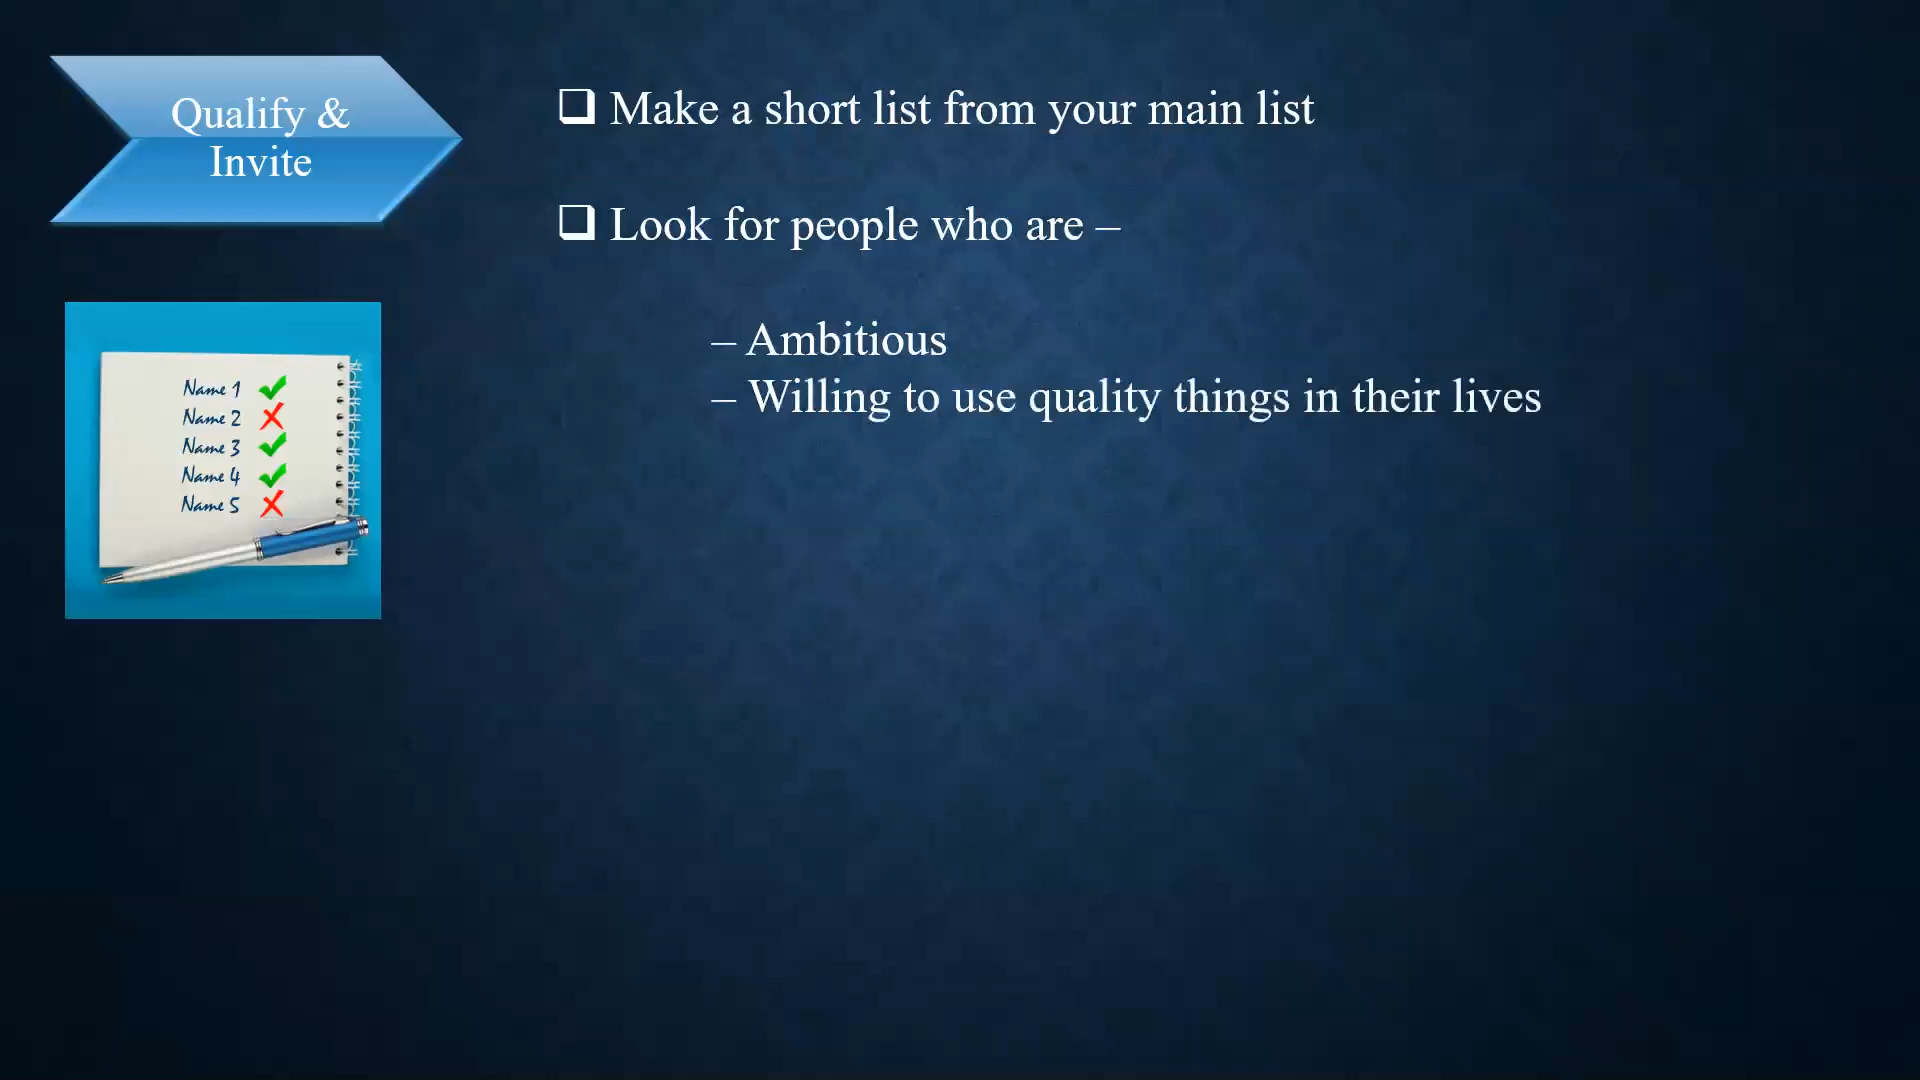 Qualify &
Invite
❑ Make a short list from your main list
❑ Look for people who are –
– Ambitious
– Willing to use quality things in their lives
Name 1 ✔
Name 2 ✗
Name 3 ✔
Name 4 ✔
Name 5 ✗